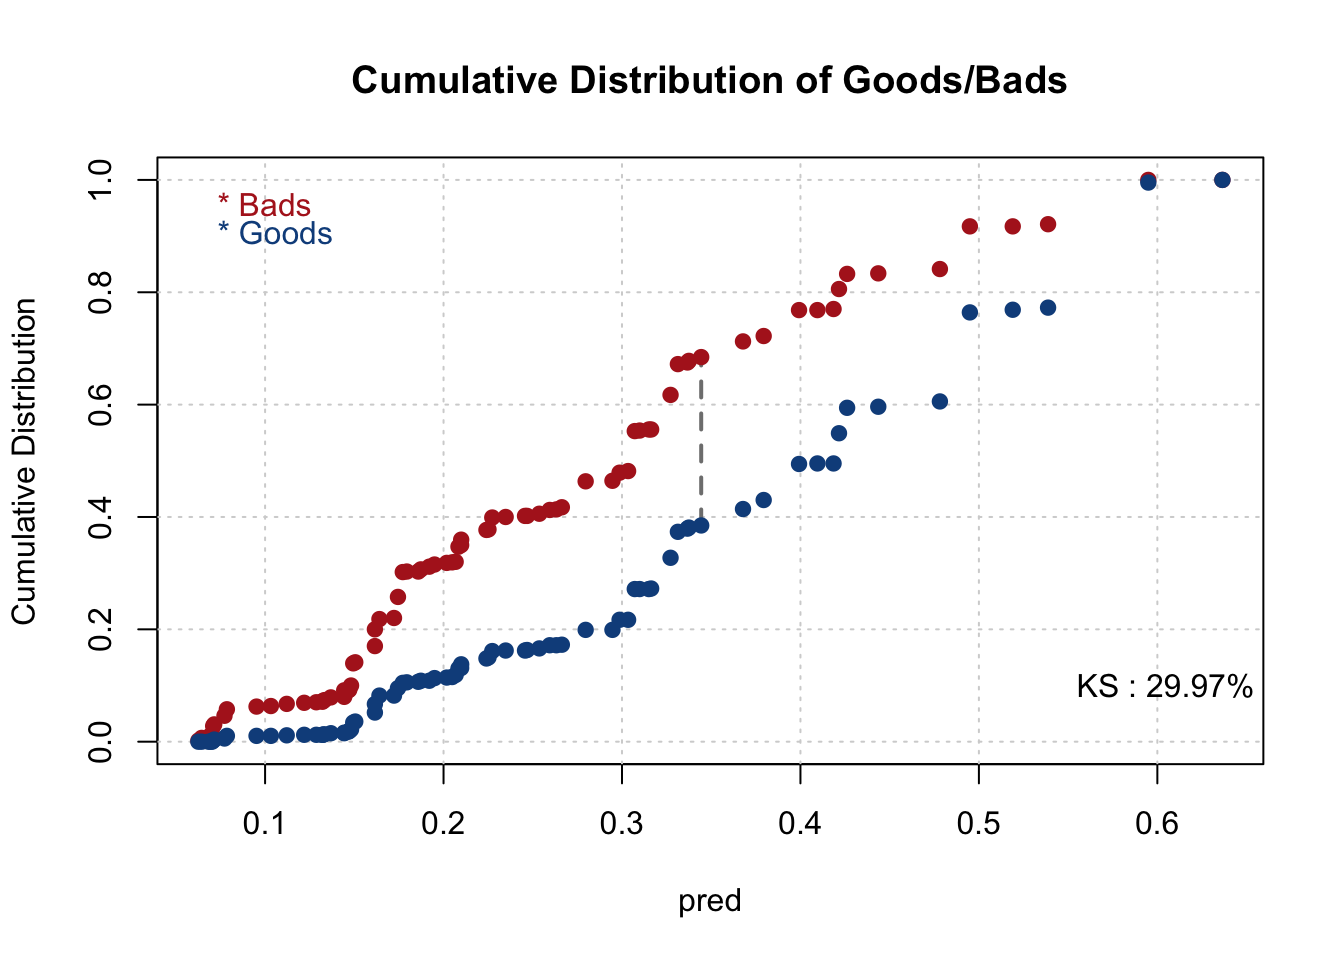 Cumulative Distribution of Goods/Bads
* Bads
* Goods
Cumulative Distribution
1.0
0.8
0.6
0.4
0.2
0.0
KS : 29.97%
0.1 0.2 0.3 0.4 0.5 0.6
pred